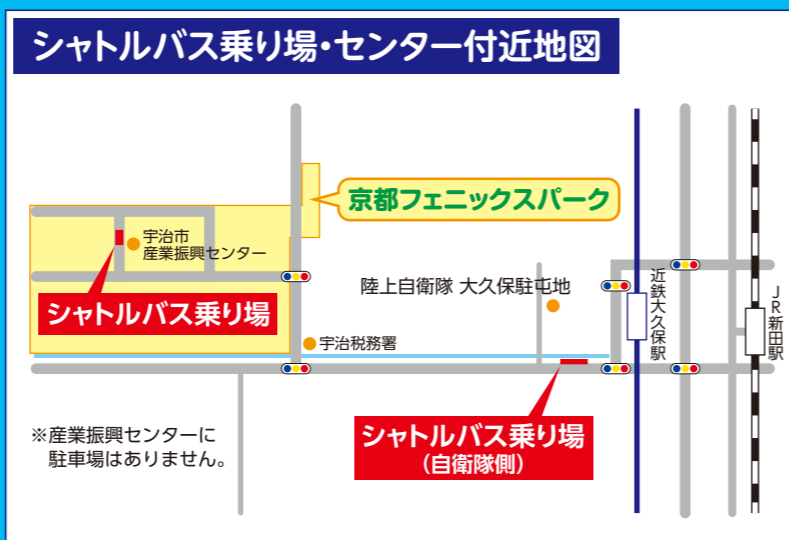 シャトルバス乗り場・センター付近地図
京都フェニックスパーク
宇治市
産業振興センター
シャトルバス乗り場
陸上自衛隊 大久保駐屯地
近鉄大久保駅
JR新田駅
宇治税務署
シャトルバス乗り場
(自衛隊側)
※産業振興センターに
駐車場はありません。